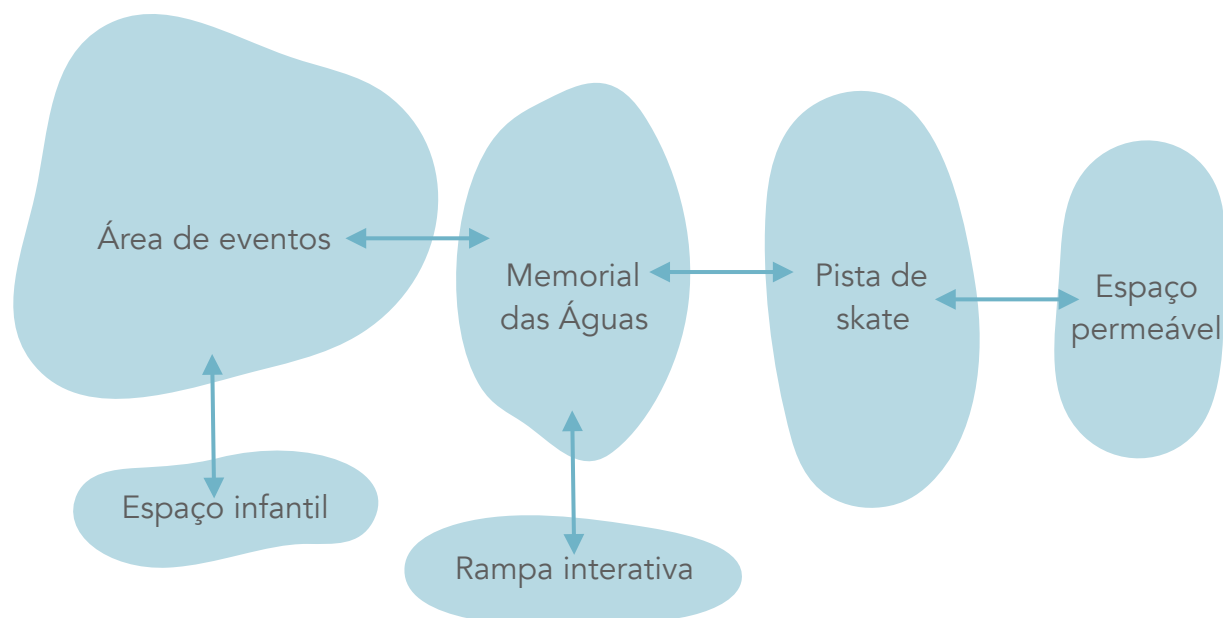 Área de eventos
Memorial
das Águas
Pista de
skate
Espaço
permeável
Espaço infantil
Rampa interativa